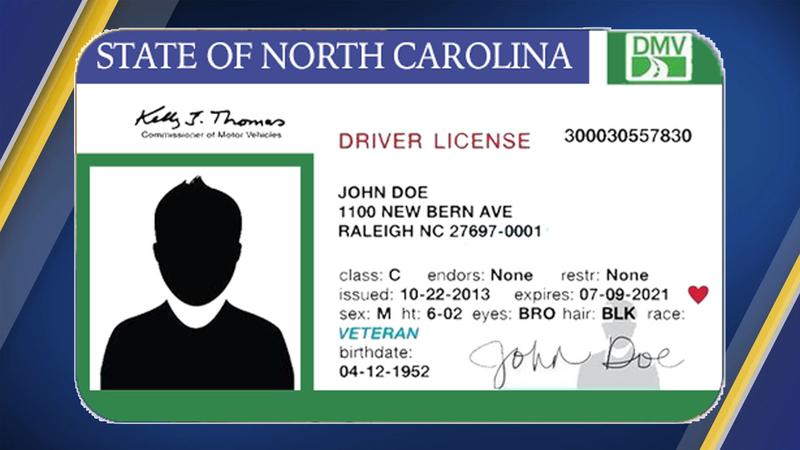 STATE OF NORTH CAROLINA
DMV
Kelly J. Thomas
Commissioner of Motor Vehicles
DRIVER LICENSE 300030557830
JOHN DOE
1100 NEW BERN AVE
RALEIGH NC 27697-0001
class: C endors: None restr: None
issued: 10-22-2013 expires: 07-09-2021
sex: M ht: 6-02 eyes: BRO hair: BLK race:
VETERAN
birthdate:
04-12-1952
John Doe